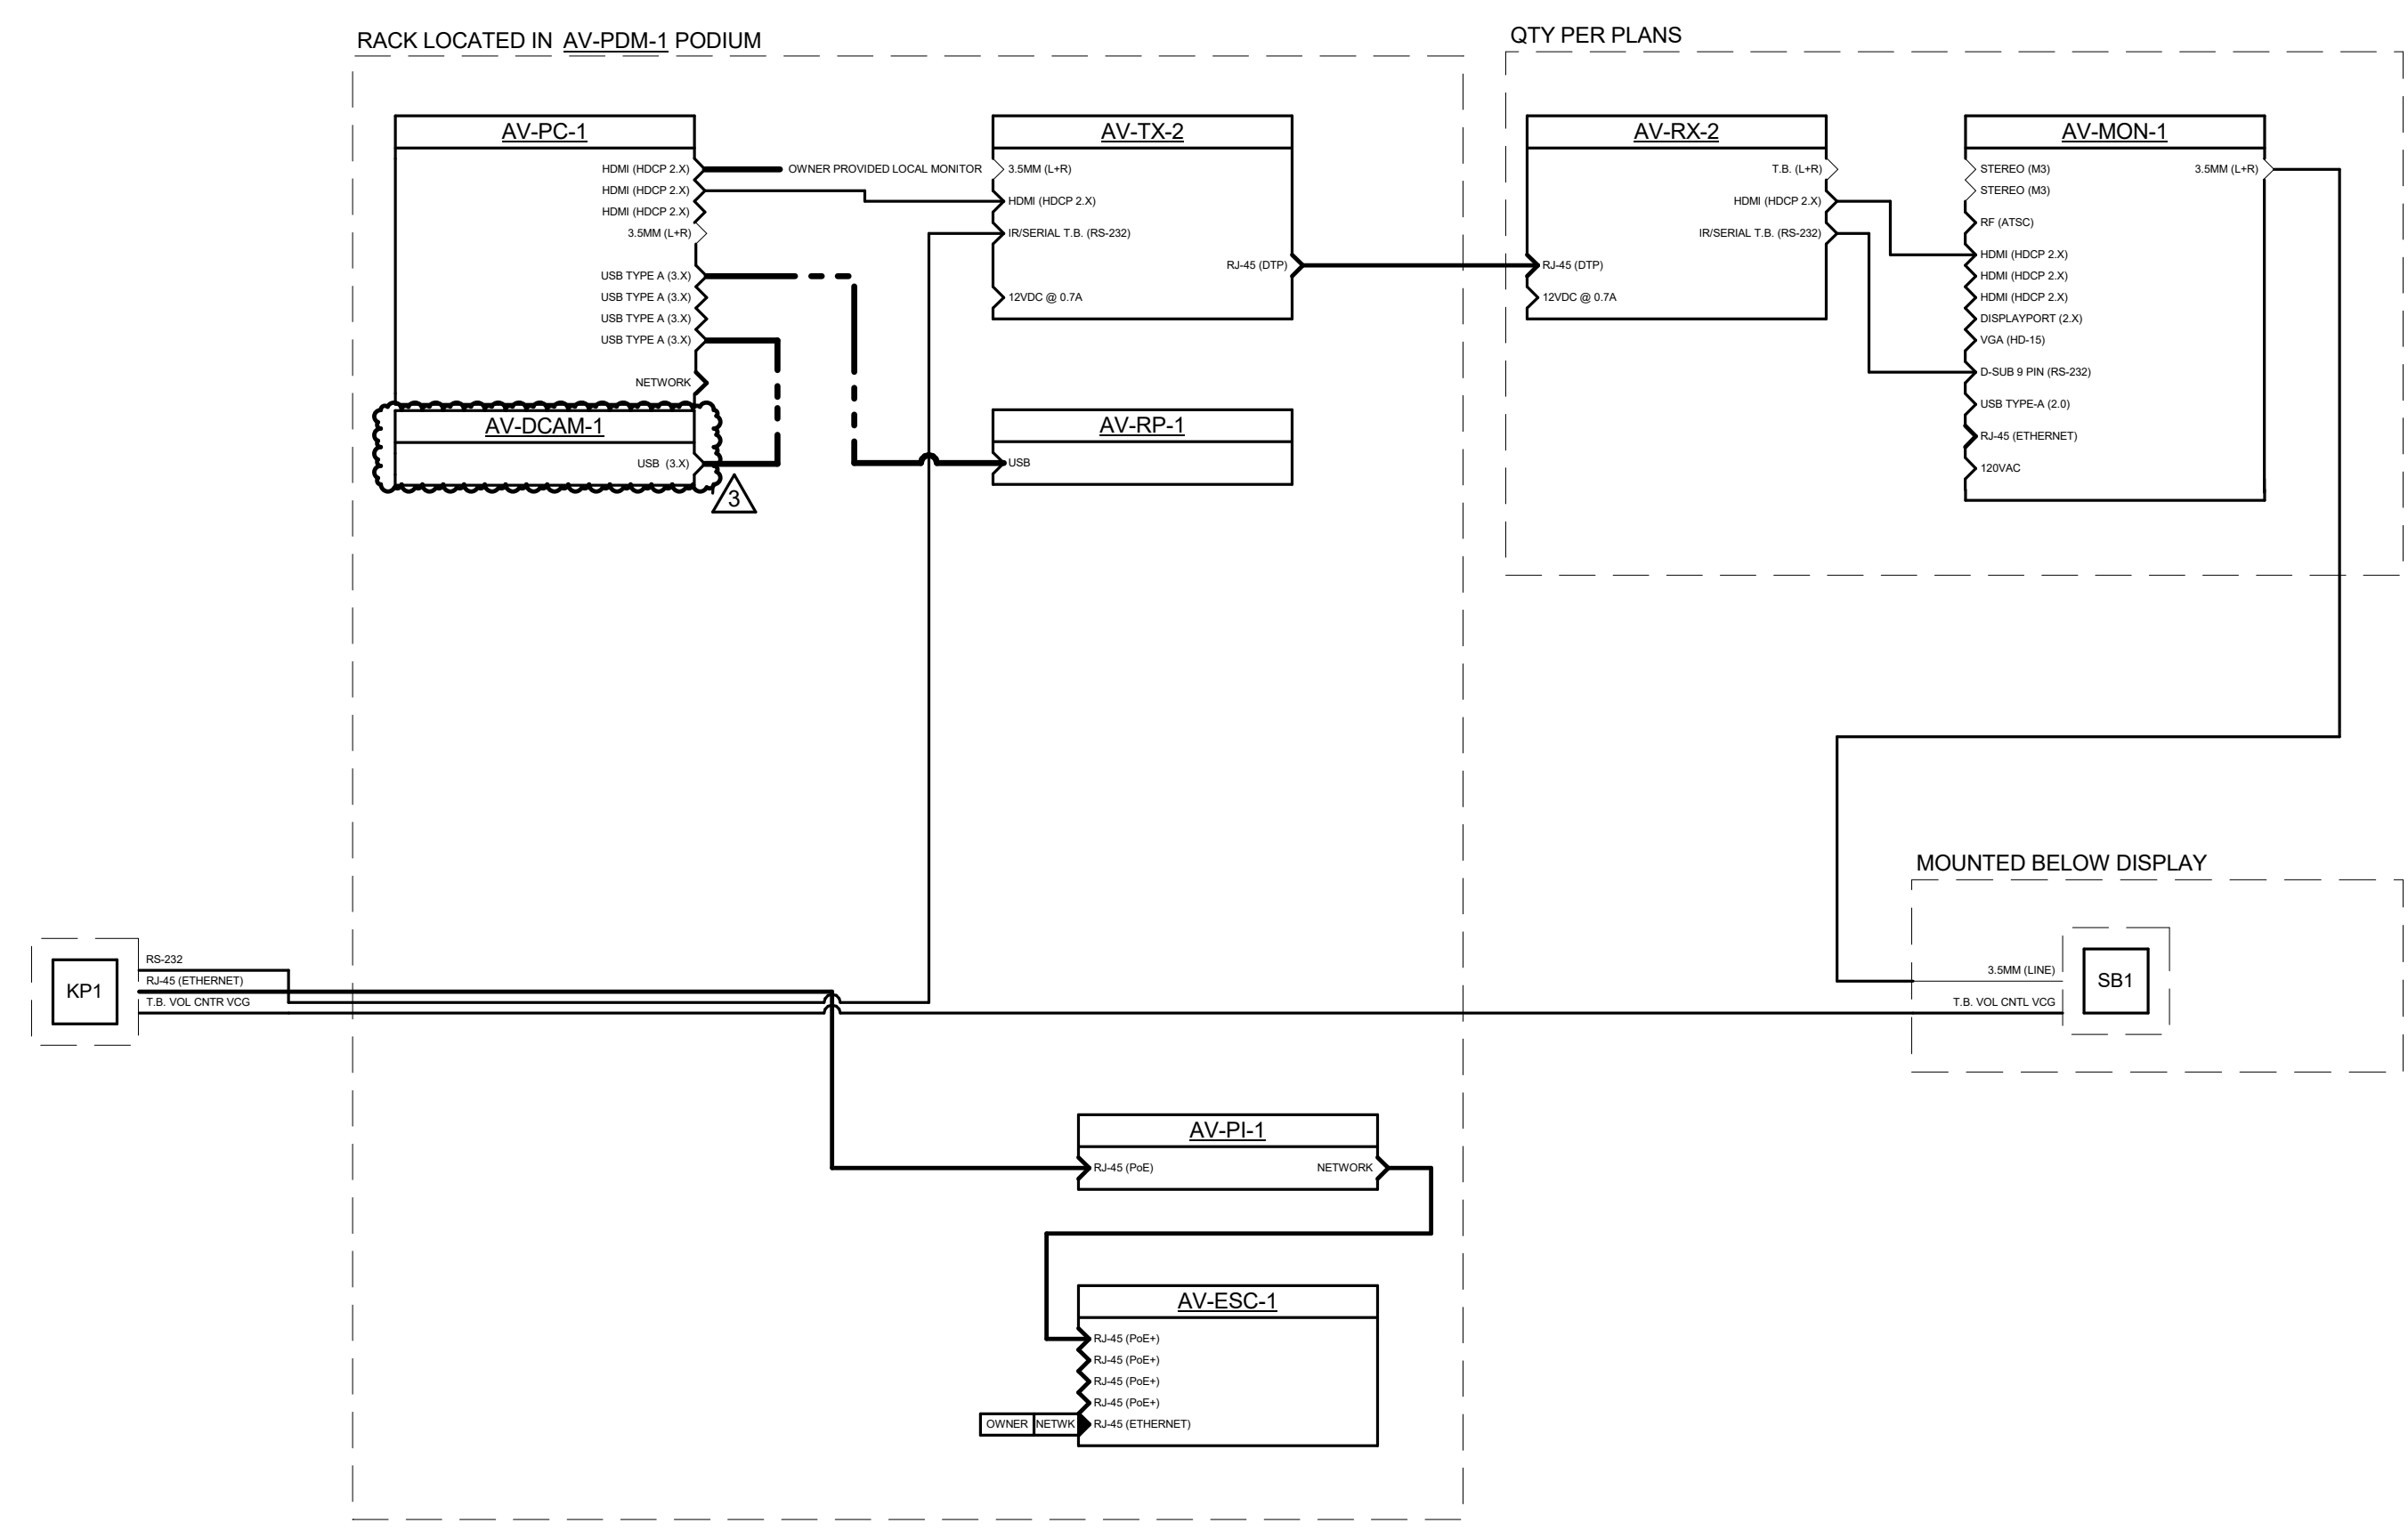 RACK LOCATED IN AV-PDM-1 PODIUM
QTY PER PLANS
AV-PC-1
HDMI (HDCP 2.X)
HDMI (HDCP 2.X)
HDMI (HDCP 2.X)
3.5MM (L+R)
USB TYPE A (3.X)
USB TYPE A (3.X)
USB TYPE A (3.X)
USB TYPE A (3.X)
NETWORK
OWNER PROVIDED LOCAL MONITOR
AV-DCAM-1
USB (3.X)
3
AV-TX-2
3.5MM (L+R)
HDMI (HDCP 2.X)
IR/SERIAL T.B. (RS-232)
RJ-45 (DTP)
12VDC @ 0.7A
AV-RP-1
USB
AV-RX-2
T.B. (L+R)
HDMI (HDCP 2.X)
IR/SERIAL T.B. (RS-232)
RJ-45 (DTP)
12VDC @ 0.7A
AV-MON-1
STEREO (M3)
3.5MM (L+R)
STEREO (M3)
RF (ATSC)
HDMI (HDCP 2.X)
HDMI (HDCP 2.X)
HDMI (HDCP 2.X)
DISPLAYPORT (2.X)
VGA (HD-15)
D-SUB 9 PIN (RS-232)
USB TYPE-A (2.0)
RJ-45 (ETHERNET)
120VAC
MOUNTED BELOW DISPLAY
3.5MM (LINE)
T.B. VOL CNTL VCG
SB1
KP1
RS-232
RJ-45 (ETHERNET)
T.B. VOL CNTR VCG
AV-PI-1
RJ-45 (PoE)
NETWORK
AV-ESC-1
RJ-45 (PoE+)
RJ-45 (PoE+)
RJ-45 (PoE+)
RJ-45 (PoE+)
OWNER NETWK RJ-45 (ETHERNET)